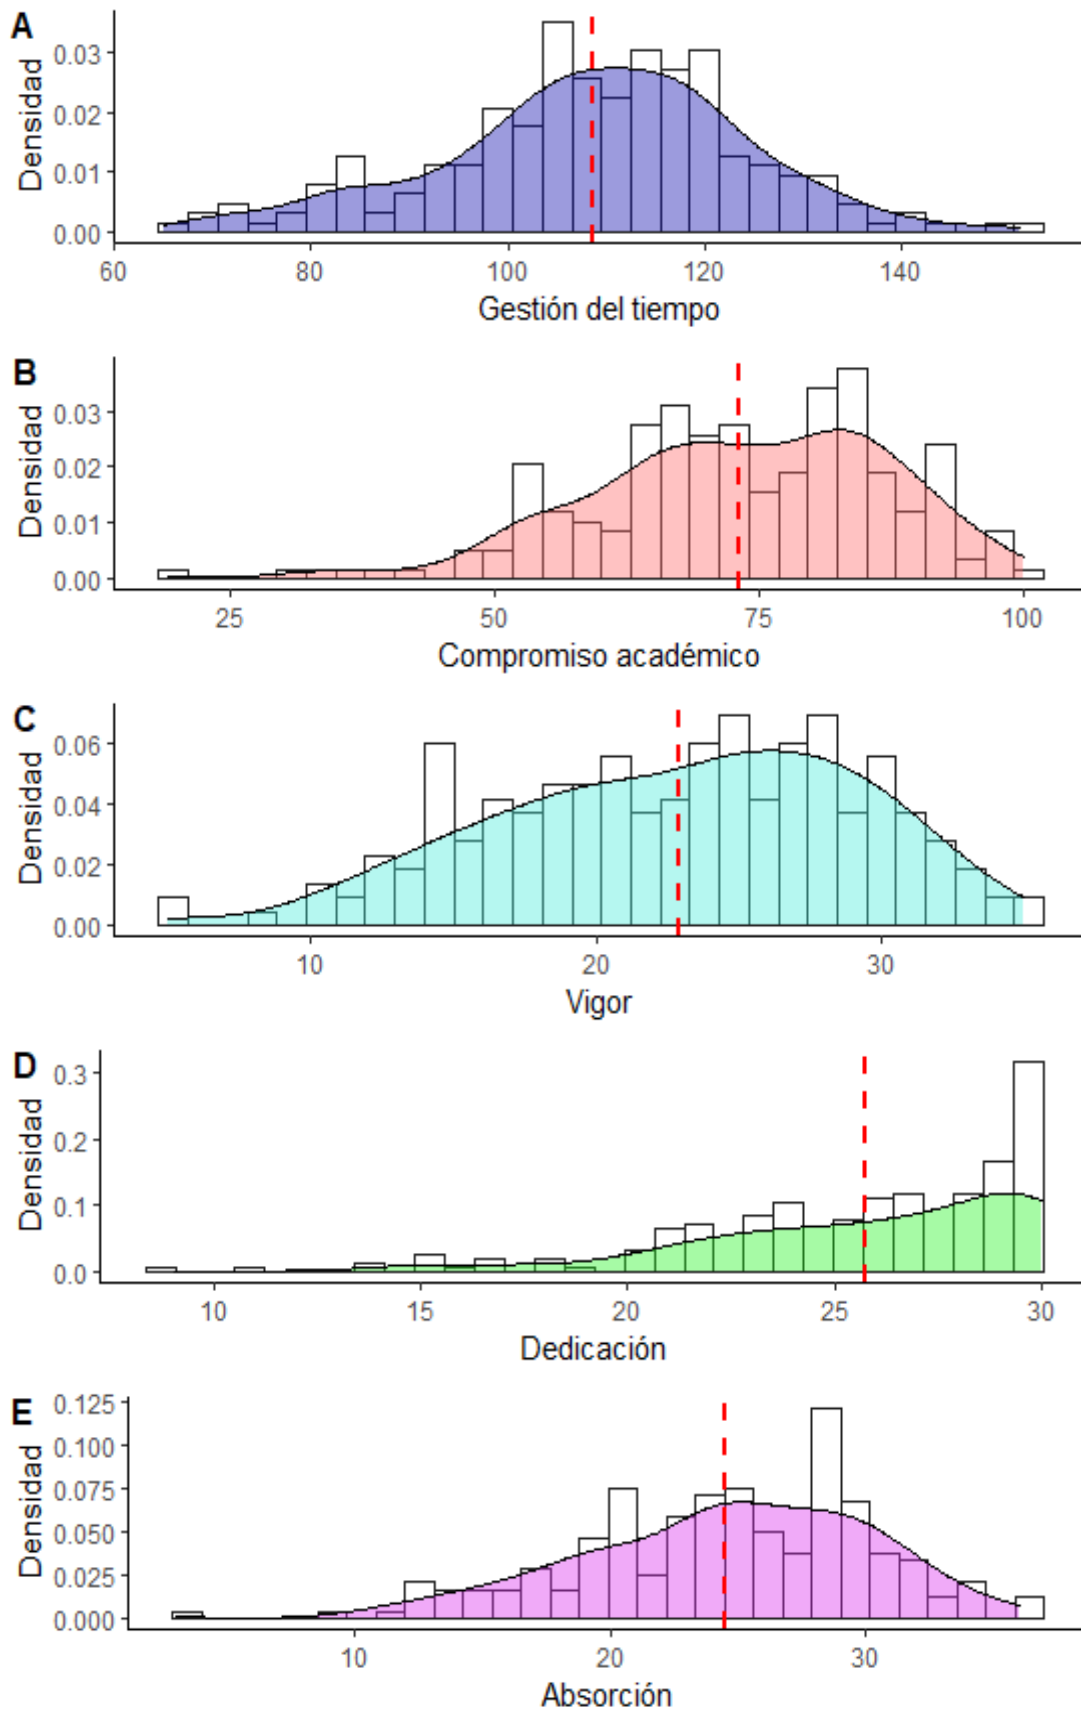 A
Densidad
0.03
0.02
0.01
0.00
60 80 100 120 140
Gestión del tiempo
B
Densidad
0.03
0.02
0.01
0.00
25 50 75 100
Compromiso académico
C
Densidad
0.06
0.04
0.02
0.00
10 20 30
Vigor
D
Densidad
0.3
0.2
0.1
0.0
10 15 20 25 30
Dedicación
E
Densidad
0.125
0.100
0.075
0.050
0.025
0.000
10 20 30
Absorción